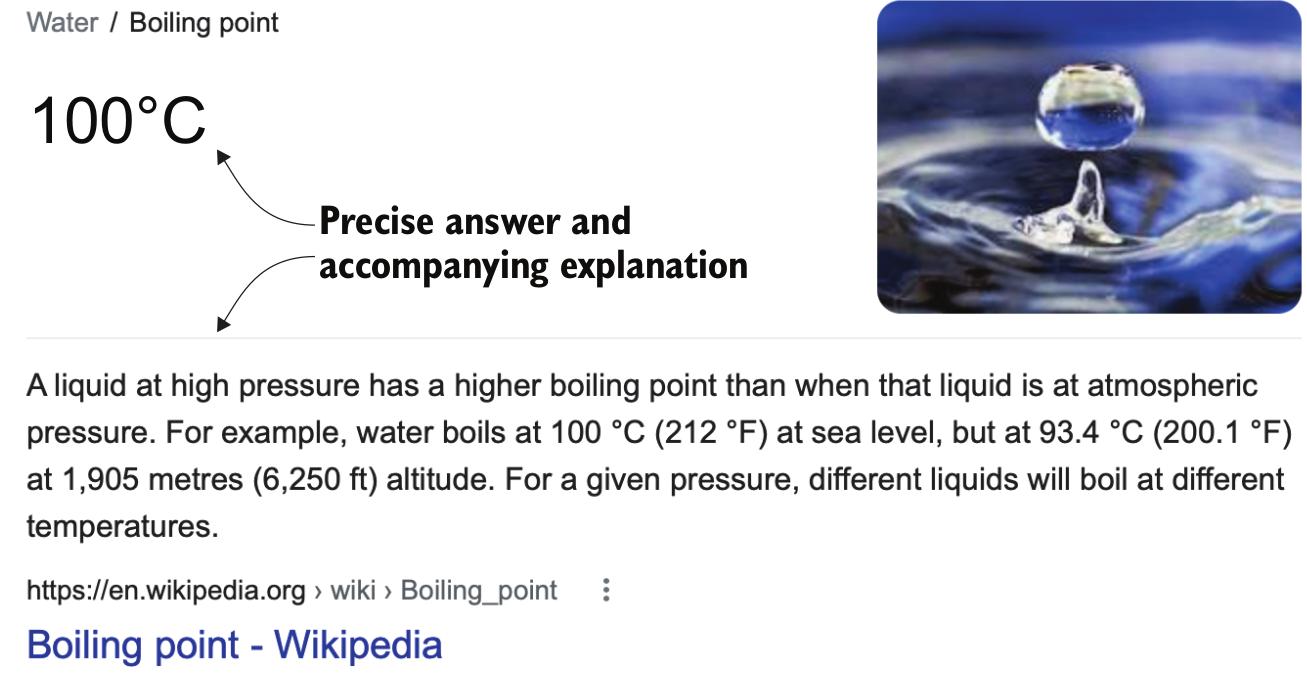 Water / Boiling point
100°C
Precise answer and
accompanying explanation
A liquid at high pressure has a higher boiling point than when that liquid is at atmospheric
pressure. For example, water boils at 100 °C (212 °F) at sea level, but at 93.4 °C (200.1 °F)
at 1,905 metres (6,250 ft) altitude. For a given pressure, different liquids will boil at different
temperatures.
https://en.wikipedia.org › wiki › Boiling_point
Boiling point - Wikipedia